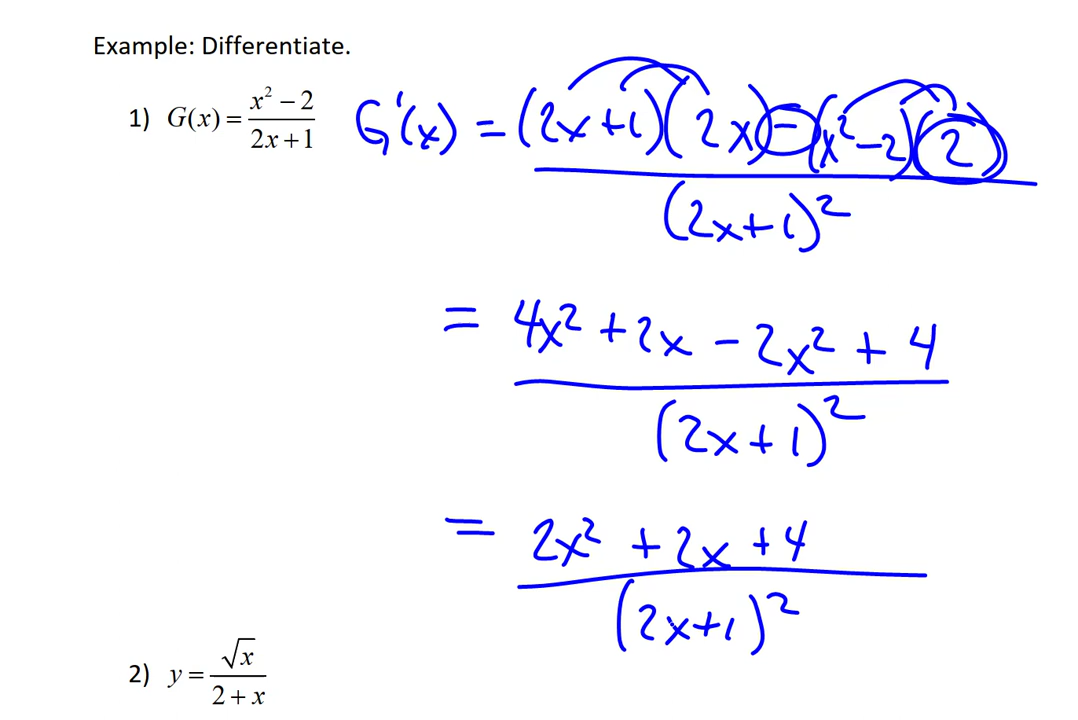 Example: Differentiate.
1) G(x) = (x² − 2)/(2x + 1) G'(x) = ((2x+1)(2x) − (x²−2)(2))/(2x+1)²
= (4x² + 2x − 2x² + 4)/(2x+1)²
= (2x² + 2x + 4)/(2x+1)²
2) y = √x/(2 + x)